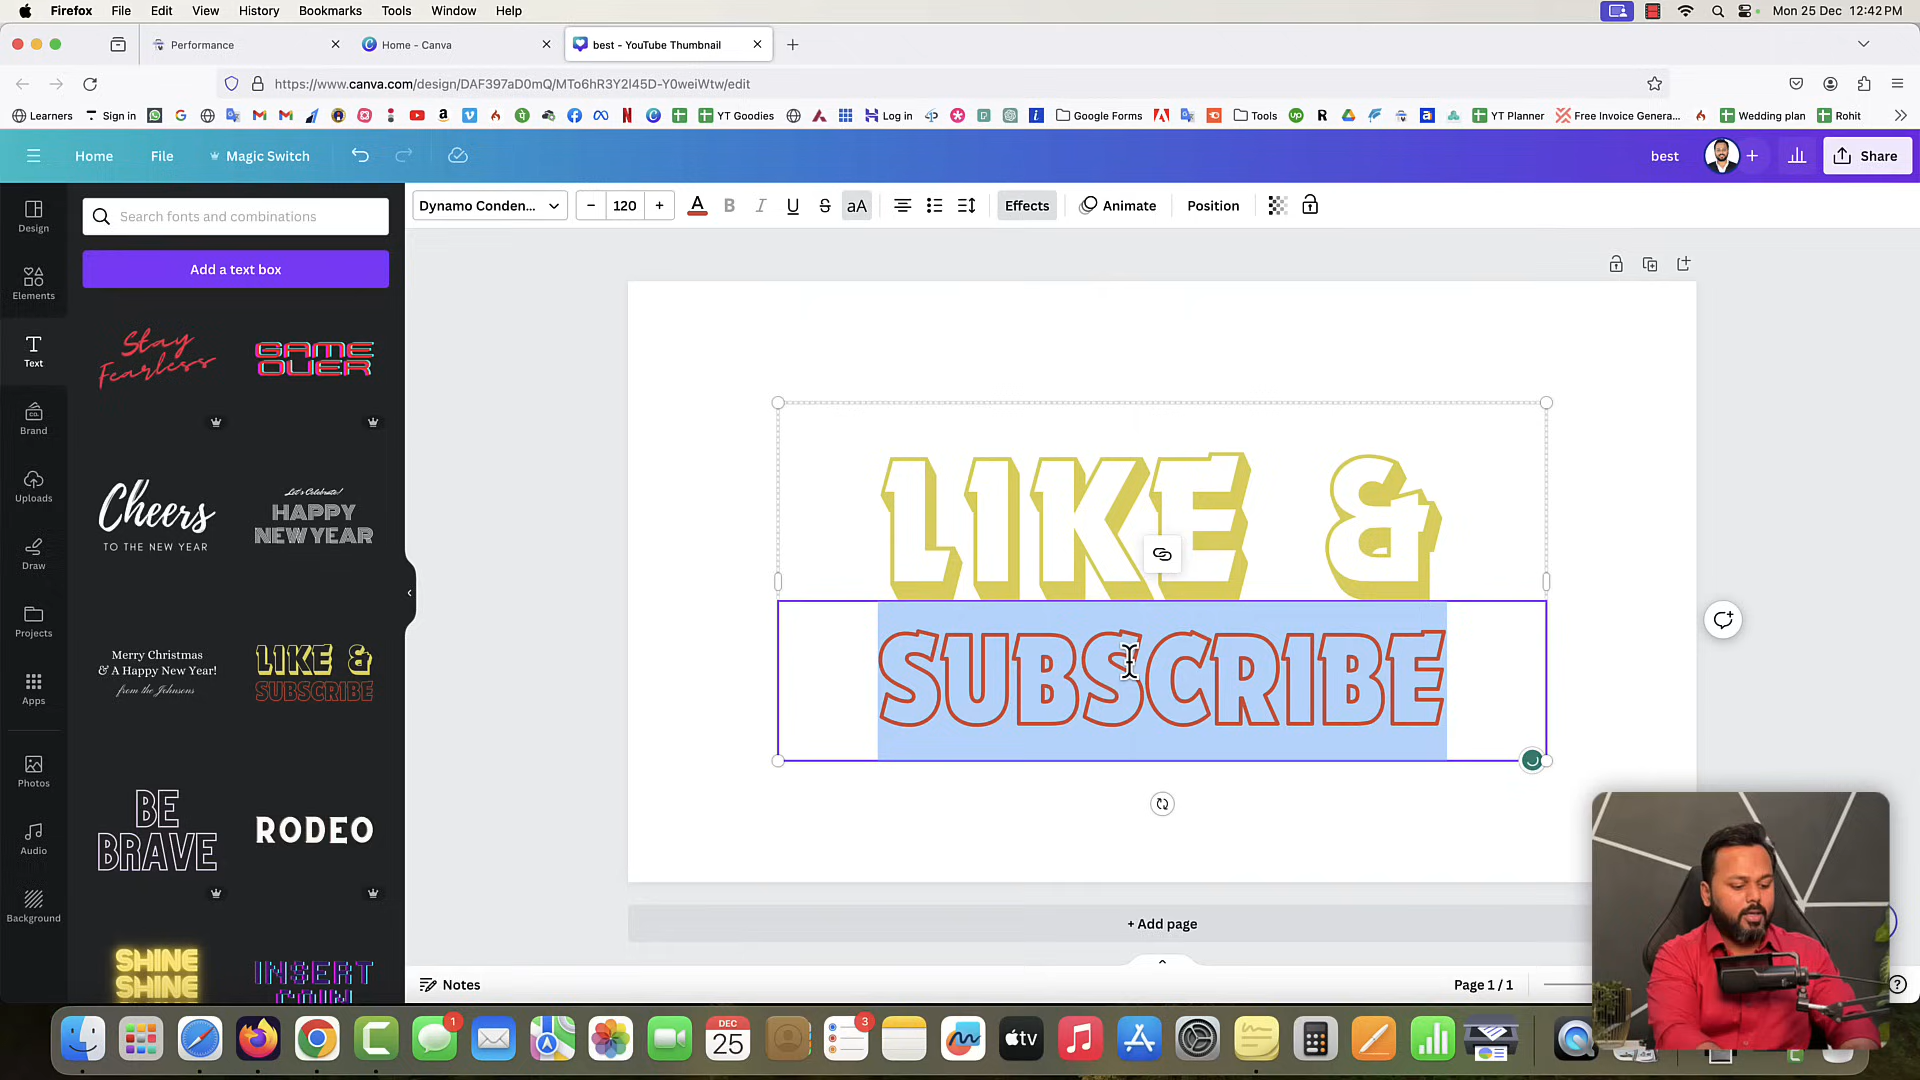 Firefox File Edit View History Bookmarks Tools Window Help
Mon 25 Dec 12:42 PM
Performance
Home - Canva
best - YouTube Thumbnail
https://www.canva.com/design/DAF397aD0mQ/MTo6hR3Y2l45D-Y0weiWtw/edit
Learners
Sign in
YT Goodies
Log in
Google Forms
Tools
YT Planner
Free Invoice Genera...
Wedding plan
Rohit
Home
File
Magic Switch
best
Share
Design
Elements
Text
Brand
Uploads
Draw
Projects
Apps
Photos
Audio
Background
Search fonts and combinations
Add a text box
Stay
Fearless
GAME
OVER
Cheers
TO THE NEW YEAR
Let's Celebrate!
HAPPY
NEW YEAR
Merry Christmas
& A Happy New Year!
from the Johnsons
LIKE &
SUBSCRIBE
BE
BRAVE
RODEO
SHINE
SHINE
INSERT
COIN
Dynamo Conden...
120
aA
Effects
Animate
Position
LIKE &
SUBSCRIBE
+ Add page
Notes
Page 1 / 1
1
DEC
25
3
tv